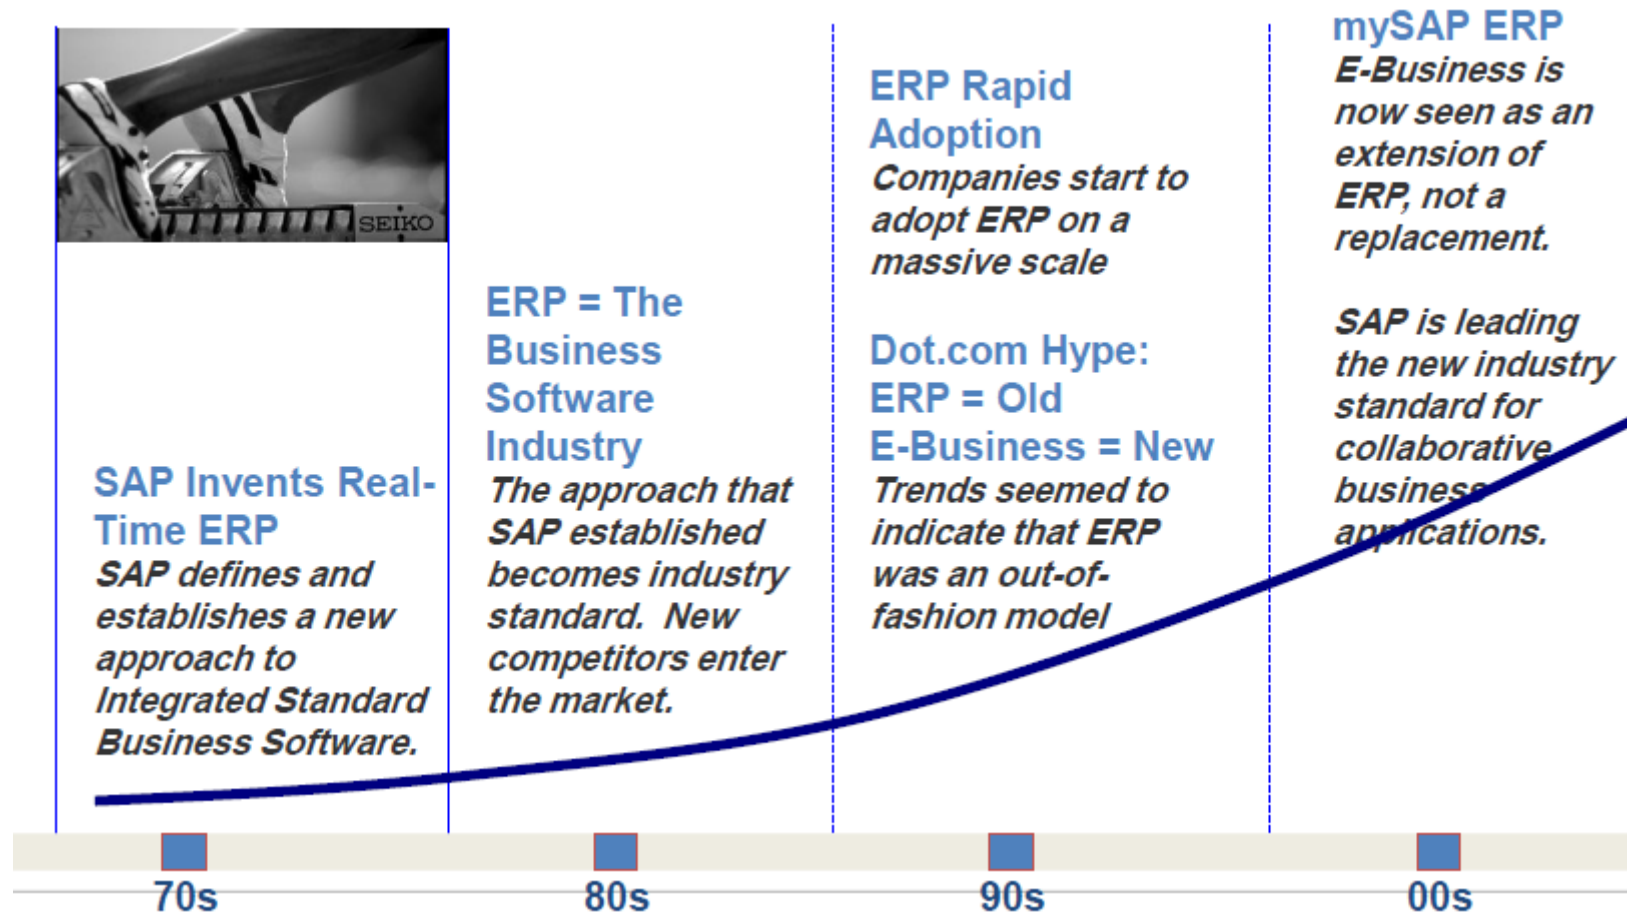 SEIKO
SAP Invents Real-
Time ERP
SAP defines and
establishes a new
approach to
Integrated Standard
Business Software.
ERP = The
Business
Software
Industry
The approach that
SAP established
becomes industry
standard.  New
competitors enter
the market.
ERP Rapid
Adoption
Companies start to
adopt ERP on a
massive scale
Dot.com Hype:
ERP = Old
E-Business = New
Trends seemed to
indicate that ERP
was an out-of-
fashion model
mySAP ERP
E-Business is
now seen as an
extension of
ERP, not a
replacement.
SAP is leading
the new industry
standard for
collaborative
business
applications.
70s
80s
90s
00s